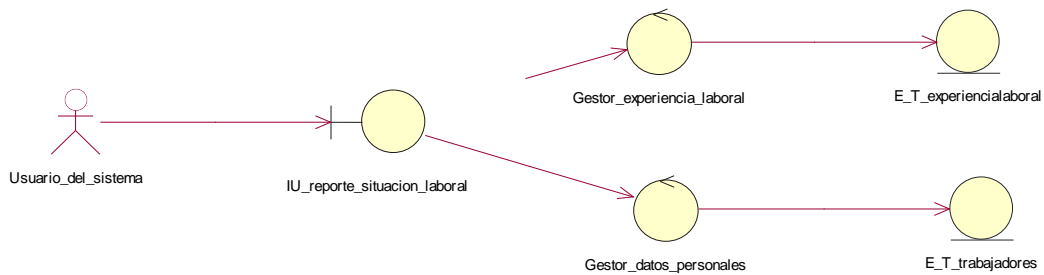 Gestor_experiencia_laboral
E_T_experiencialaboral
Usuario_del_sistema
IU_reporte_situacion_laboral
Gestor_datos_personales
E_T_trabajadores